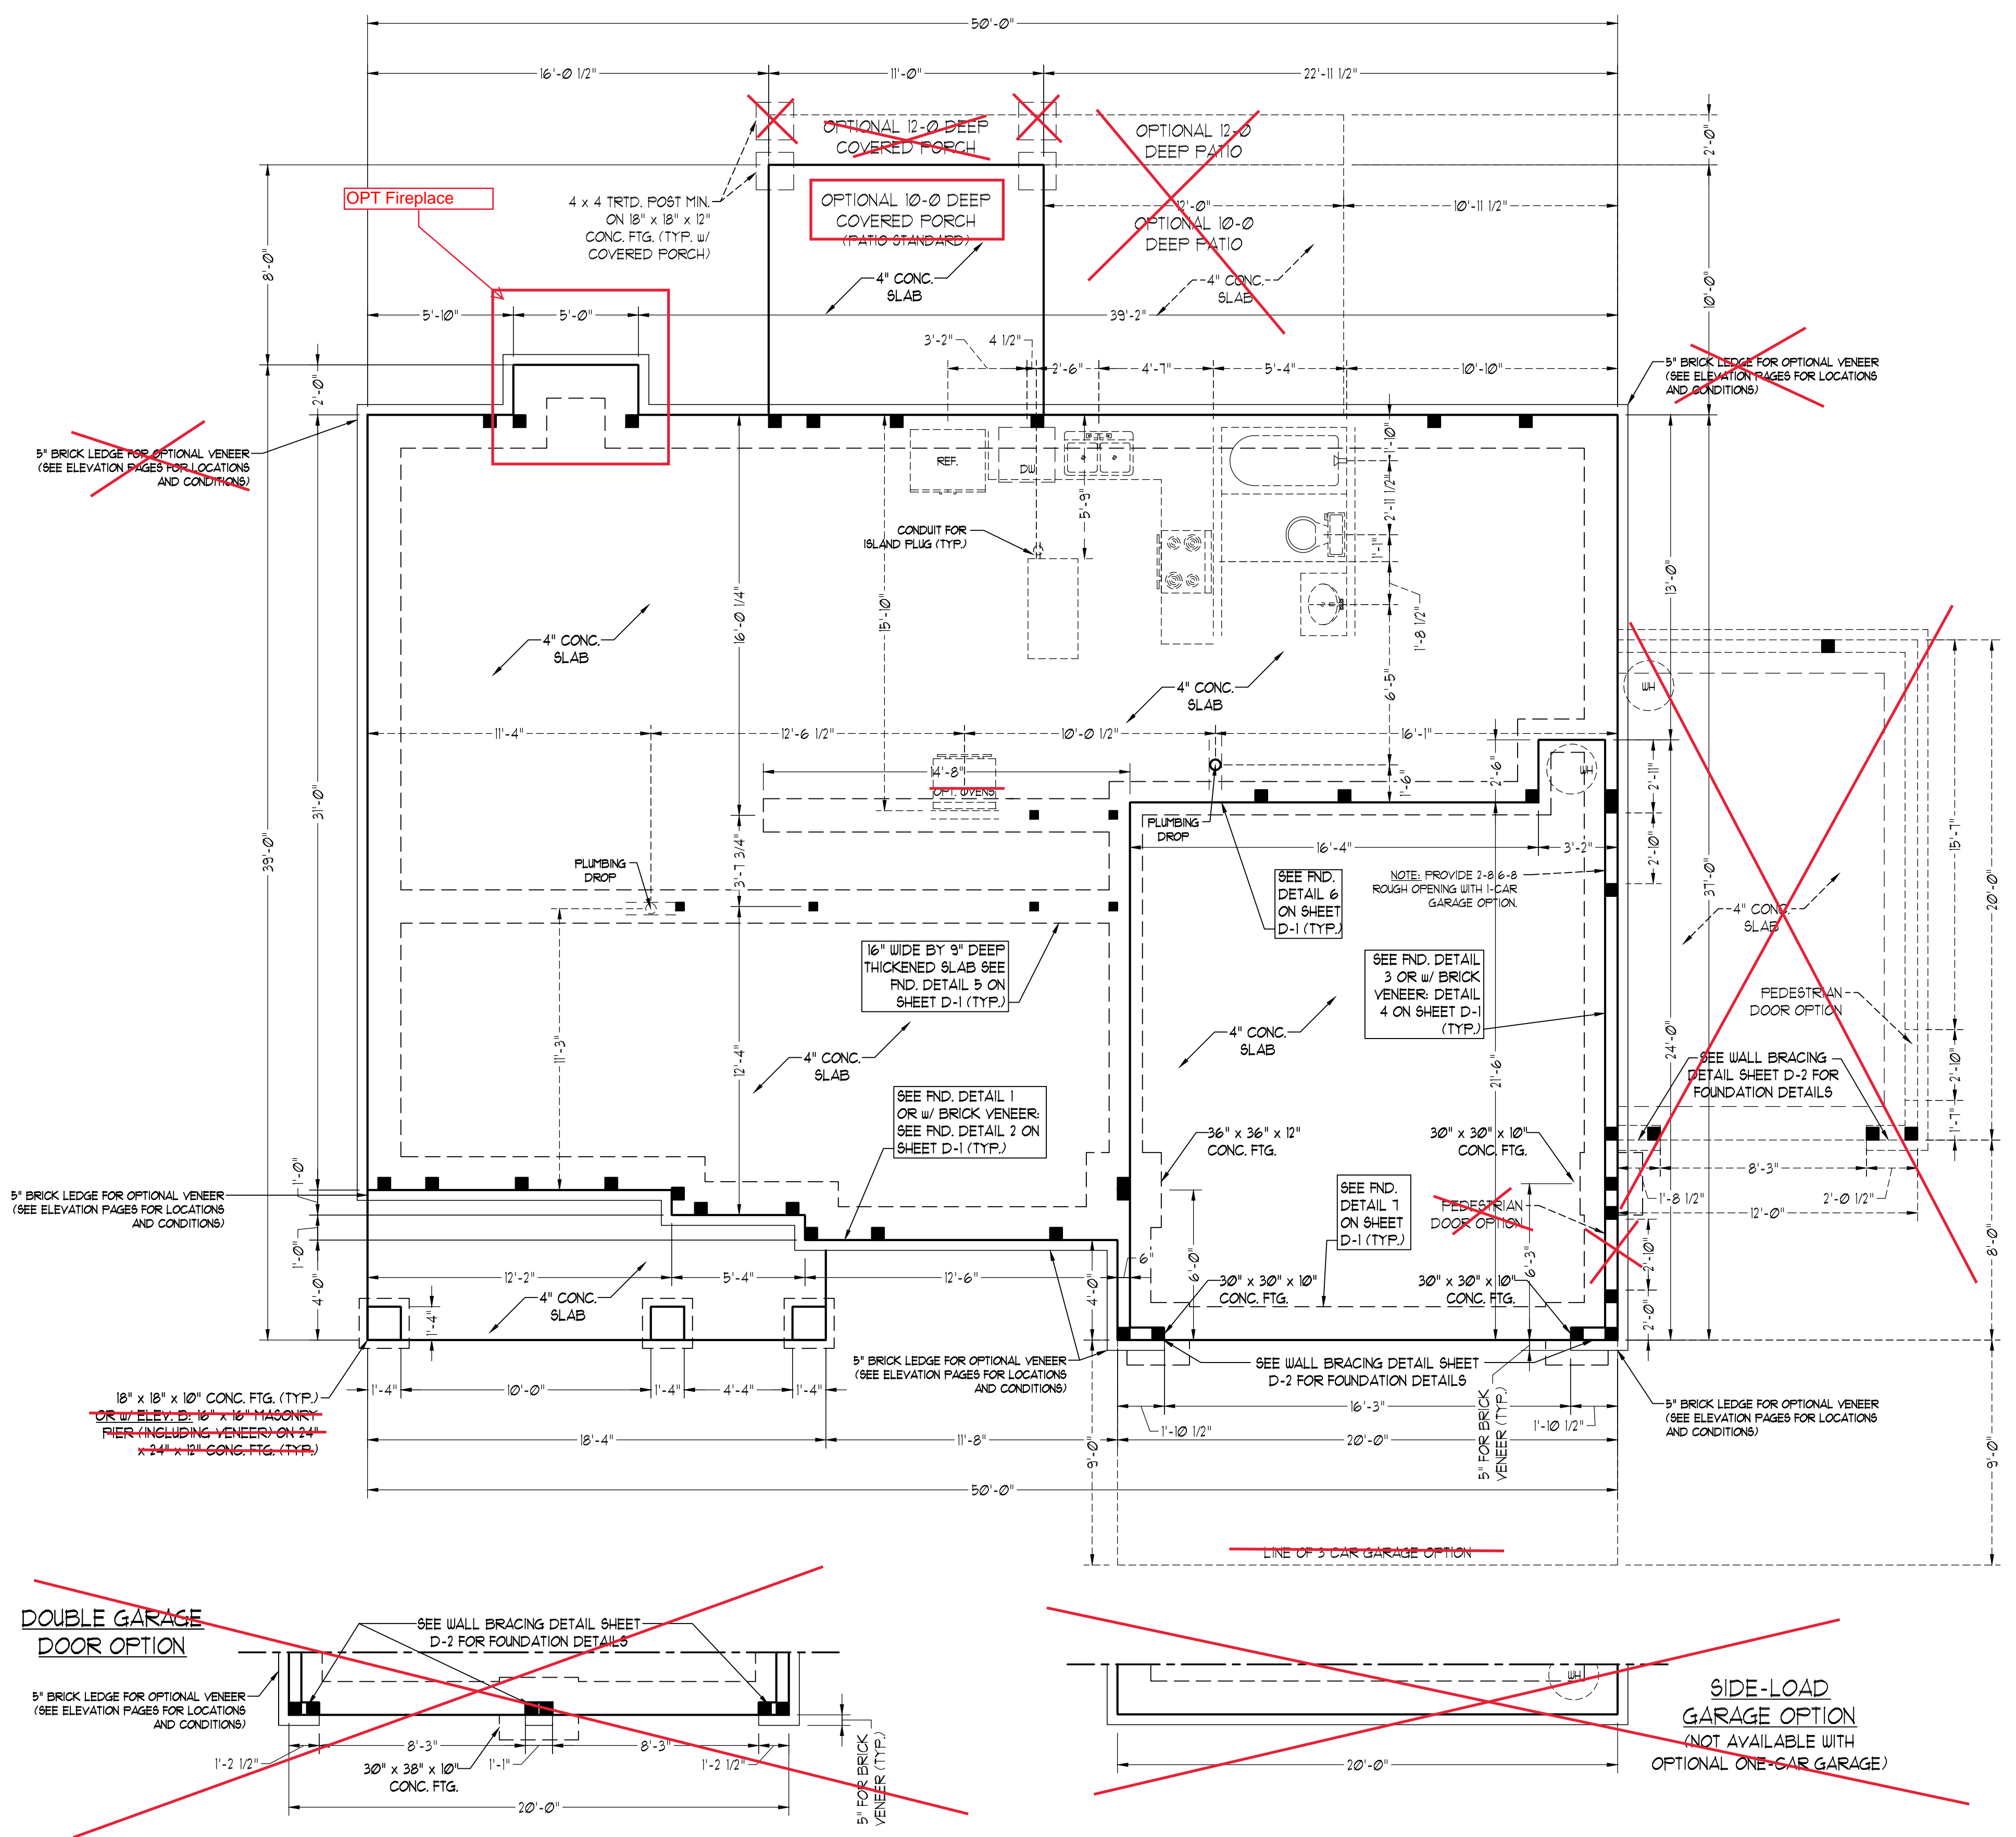 50'-0"
16'-0 1/2"
11'-0"
22'-11 1/2"
OPTIONAL 12-0 DEEP
COVERED PORCH
OPTIONAL 12-0
DEEP PATIO
2'-0"
OPT Fireplace
4 x 4 TRTD. POST MIN.
ON 18" x 18" x 12"
CONC. FTG. (TYP. w/
COVERED PORCH)
OPTIONAL 10-0 DEEP
COVERED PORCH
(PATIO STANDARD)
12'-0"
10'-11 1/2"
OPTIONAL 10-0
DEEP PATIO
8'-0"
4" CONC.
SLAB
4" CONC.
SLAB
10'-0"
5'-10"
5'-0"
39'-2"
3'-2"
4 1/2"
2'-6"
4'-7"
5'-4"
10'-10"
2'-0"
5" BRICK LEDGE FOR OPTIONAL VENEER
(SEE ELEVATION PAGES FOR LOCATIONS
AND CONDITIONS)
5" BRICK LEDGE FOR OPTIONAL VENEER
(SEE ELEVATION PAGES FOR LOCATIONS
AND CONDITIONS)
REF.
DW
1'-10"
2'-11 1/2"
5'-9"
CONDUIT FOR
ISLAND PLUG (TYP.)
1'-1"
13'-0"
16'-0 1/4"
15'-10"
1'-8 1/2"
4" CONC.
SLAB
4" CONC.
SLAB
6'-5"
WH
11'-4"
12'-6 1/2"
10'-0 1/2"
16'-1"
14'-8"
OPT. OVENS
1'-6"
2'-6"
WH
2'-11"
31'-0"
39'-0"
PLUMBING
DROP
PLUMBING
DROP
3'-7 3/4"
16'-4"
3'-2"
2'-10"
37'-0"
15'-7"
20'-0"
NOTE: PROVIDE 2-8 6-8
ROUGH OPENING WITH 1-CAR
GARAGE OPTION.
SEE FND.
DETAIL 6
ON SHEET
D-1 (TYP.)
4" CONC.
SLAB
16" WIDE BY 9" DEEP
THICKENED SLAB SEE
FND. DETAIL 5 ON
SHEET D-1 (TYP.)
SEE FND. DETAIL
3 OR w/ BRICK
VENEER: DETAIL
4 ON SHEET D-1
(TYP.)
PEDESTRIAN
DOOR OPTION
11'-3"
12'-4"
4" CONC.
SLAB
4" CONC.
SLAB
21'-6"
24'-0"
SEE WALL BRACING
DETAIL SHEET D-2 FOR
FOUNDATION DETAILS
2'-10"
1'-7"
SEE FND. DETAIL 1
OR w/ BRICK VENEER:
SEE FND. DETAIL 2 ON
SHEET D-1 (TYP.)
36" x 36" x 12"
CONC. FTG.
30" x 30" x 10"
CONC. FTG.
8'-3"
1'-8 1/2"
2'-0 1/2"
12'-0"
5" BRICK LEDGE FOR OPTIONAL VENEER
(SEE ELEVATION PAGES FOR LOCATIONS
AND CONDITIONS)
1'-0"
1'-0"
4'-0"
SEE FND.
DETAIL 7
ON SHEET
D-1 (TYP.)
PEDESTRIAN
DOOR OPTION
2'-10"
8'-0"
12'-2"
5'-4"
12'-6"
6"
6'-0"
6'-3"
4" CONC.
SLAB
30" x 30" x 10"
CONC. FTG.
30" x 30" x 10"
CONC. FTG.
1'-4"
4'-0"
2'-0"
5" BRICK LEDGE FOR OPTIONAL VENEER
(SEE ELEVATION PAGES FOR LOCATIONS
AND CONDITIONS)
SEE WALL BRACING DETAIL SHEET
D-2 FOR FOUNDATION DETAILS
18" x 18" x 10" CONC. FTG. (TYP.)
OR w/ ELEV. B: 16" x 16" MASONRY
PIER (INCLUDING VENEER) ON 24"
x 24" x 12" CONC. FTG. (TYP.)
1'-4"
10'-0"
1'-4"
4'-4"
1'-4"
16'-3"
1'-10 1/2"
1'-10 1/2"
5" FOR BRICK
VENEER (TYP.)
5" BRICK LEDGE FOR OPTIONAL VENEER
(SEE ELEVATION PAGES FOR LOCATIONS
AND CONDITIONS)
18'-4"
11'-8"
20'-0"
9'-0"
9'-0"
50'-0"
LINE OF 3 CAR GARAGE OPTION
DOUBLE GARAGE
DOOR OPTION
SEE WALL BRACING DETAIL SHEET
D-2 FOR FOUNDATION DETAILS
5" BRICK LEDGE FOR OPTIONAL VENEER
(SEE ELEVATION PAGES FOR LOCATIONS
AND CONDITIONS)
8'-3"
8'-3"
1'-2 1/2"
30" x 38" x 10"
CONC. FTG.
1'-1"
1'-2 1/2"
5" FOR BRICK
VENEER (TYP.)
20'-0"
WH
SIDE-LOAD
GARAGE OPTION
(NOT AVAILABLE WITH
OPTIONAL ONE-CAR GARAGE)
20'-0"